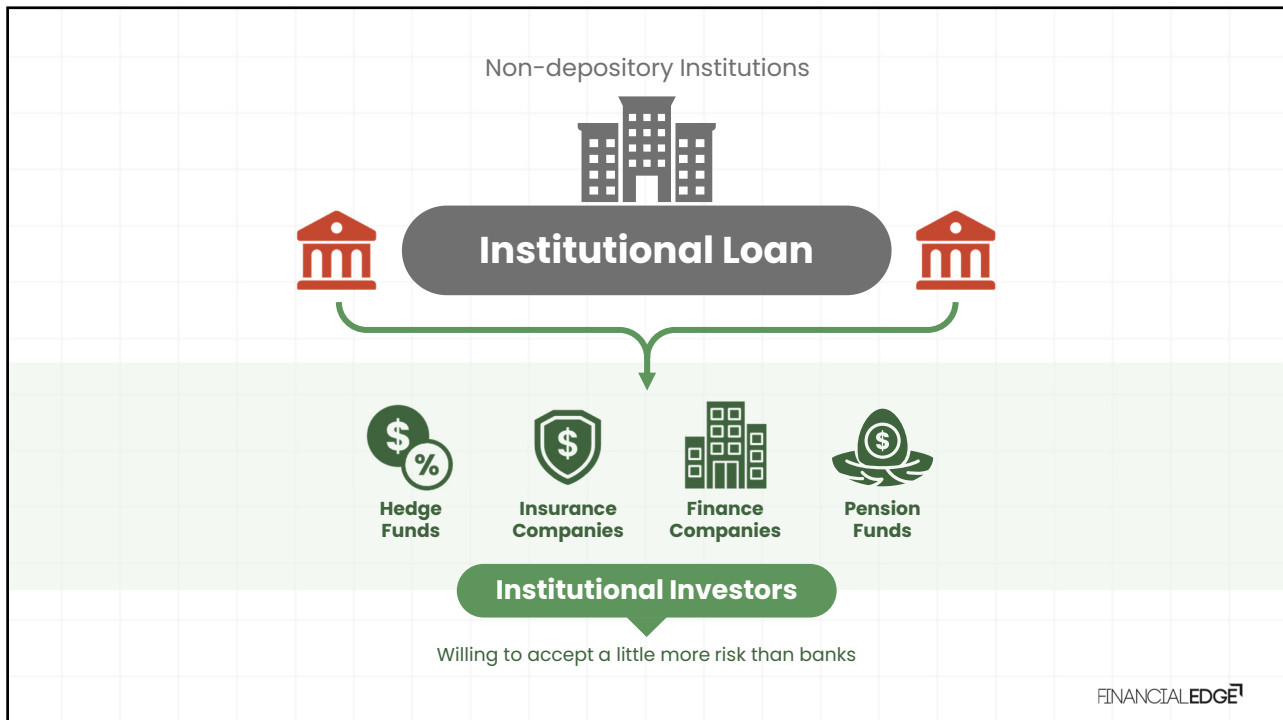 Non-depository Institutions
Institutional Loan
$
%
$
$
Hedge
Funds
Insurance
Companies
Finance
Companies
Pension
Funds
Institutional Investors
Willing to accept a little more risk than banks
FINANCIALEDGE